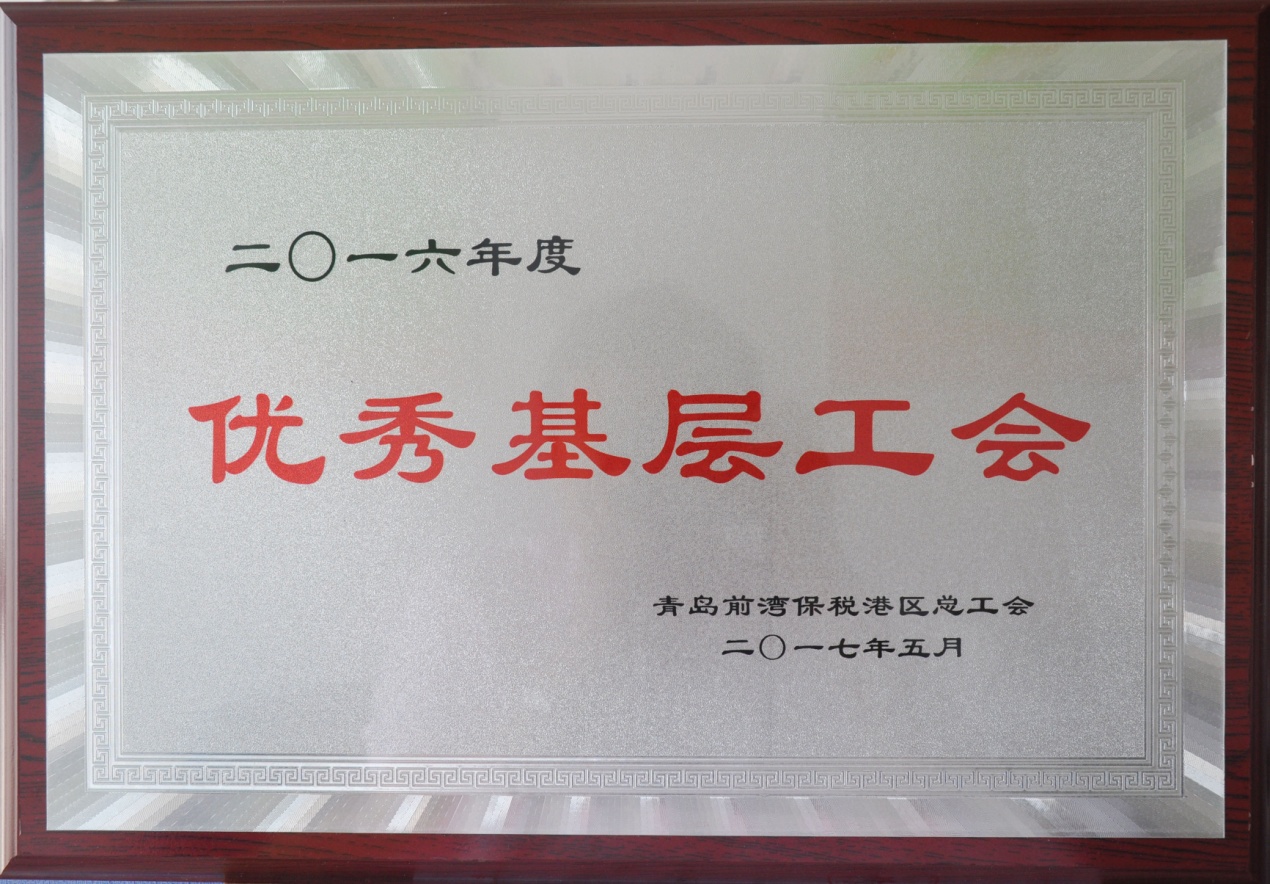 二〇一六年度
优秀基层工会
青岛前湾保税港区总工会
二〇一七年五月